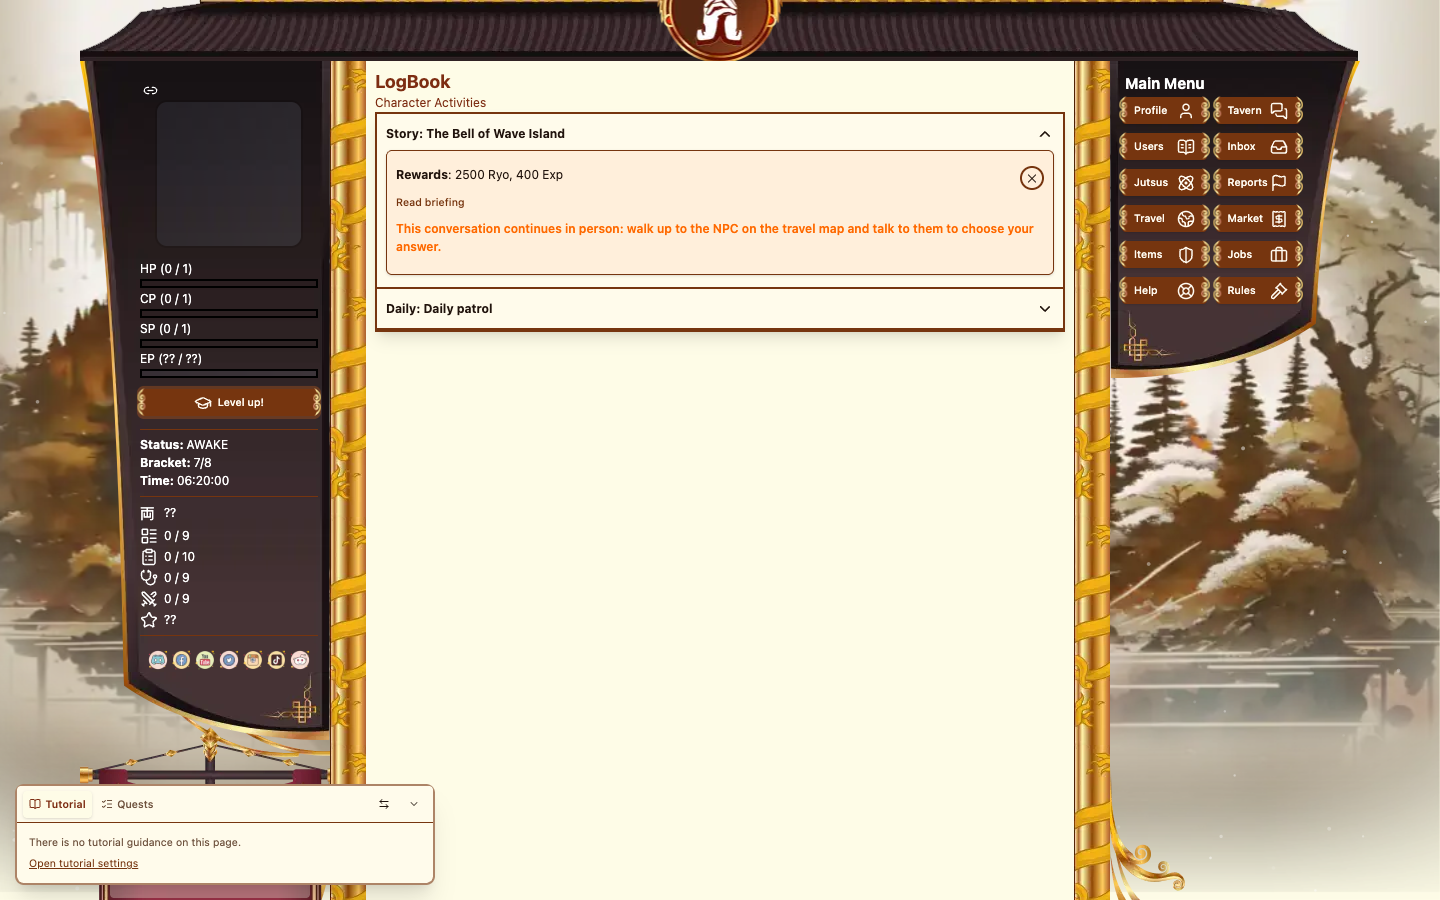 HP (0 / 1)
CP (0 / 1)
SP (0 / 1)
EP (?? / ??)
Level up!
Status: AWAKE
Bracket: 7/8
Time: 06:20:00
両 ??
0 / 9
0 / 10
0 / 9
0 / 9
??
LogBook
Character Activities
Story: The Bell of Wave Island
Rewards: 2500 Ryo, 400 Exp
Read briefing
This conversation continues in person: walk up to the NPC on the travel map and talk to them to choose your
answer.
Daily: Daily patrol
Main Menu
Profile Tavern
Users Inbox
Jutsus Reports
Travel Market
Items Jobs
Help Rules
Tutorial Quests
There is no tutorial guidance on this page.
Open tutorial settings